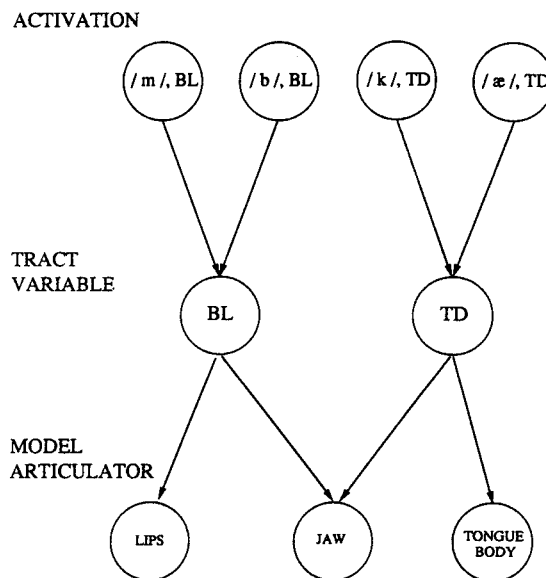 ACTIVATION
/ m /, BL
/ b /, BL
/ k /, TD
/ æ /, TD
TRACT
VARIABLE
BL
TD
MODEL
ARTICULATOR
LIPS
JAW
TONGUE
BODY